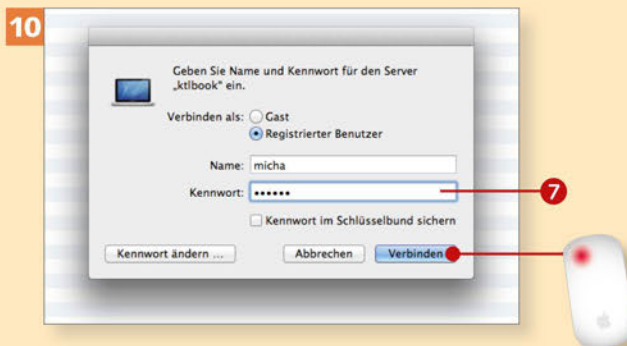 10
Geben Sie Name und Kennwort für den Server
„ktlbook“ ein.
Verbinden als: Gast
Registrierter Benutzer
Name: micha
Kennwort: ••••••
7
Kennwort im Schlüsselbund sichern
Kennwort ändern ...
Abbrechen
Verbinden